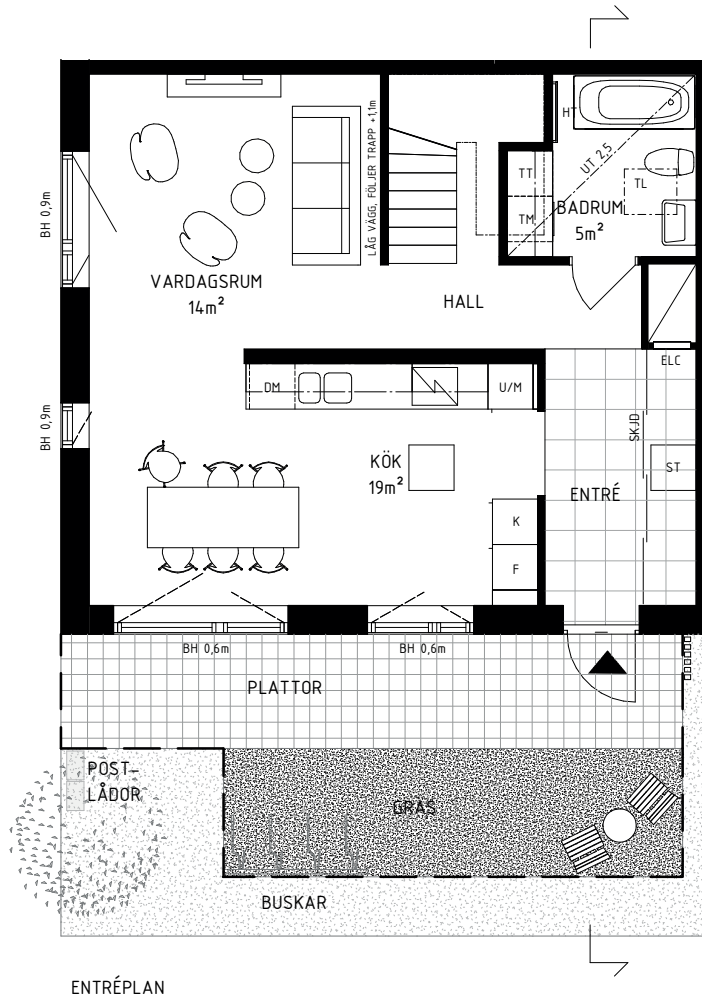 HT
LÅG VÄGG, FÖLJER TRAPP +1,1m
UT 2,5
TT
TL
TM
BADRUM
5m²
BH 0,9m
VARDAGSRUM
14m²
HALL
ELC
DM
U/M
BH 0,9m
SKJD
KÖK
19m²
ST
ENTRÉ
K
F
BH 0,6m
BH 0,6m
PLATTOR
POST-
LÅDOR
GRÄS
BUSKAR
ENTRÉPLAN